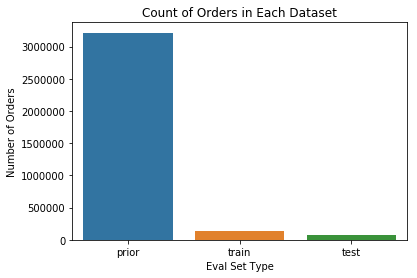 Count of Orders in Each Dataset
3000000
2500000
2000000
1500000
1000000
500000
0
Number of Orders
prior train test
Eval Set Type